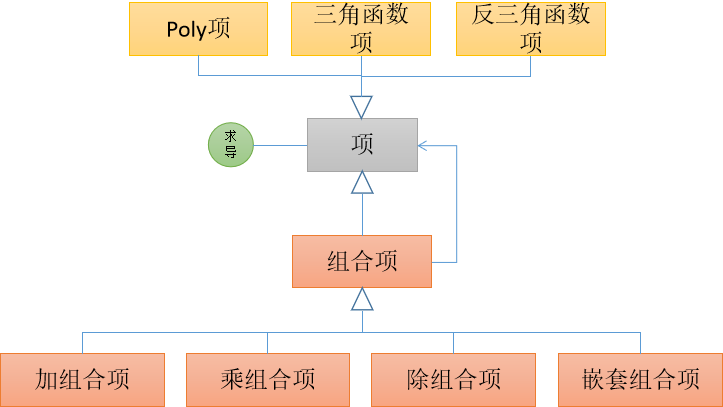 Poly项
三角函数
项
反三角函数
项
求
导
项
组合项
加组合项
乘组合项
除组合项
嵌套组合项